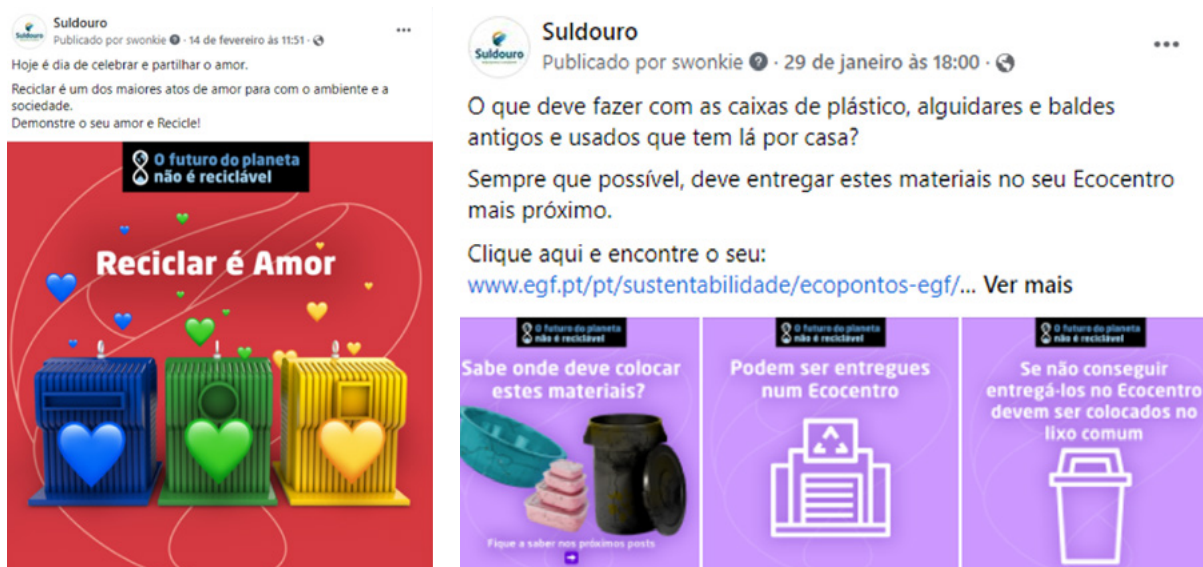 Suldouro
Publicado por swonkie · 14 de fevereiro às 11:51 ·
Hoje é dia de celebrar e partilhar o amor.
Reciclar é um dos maiores atos de amor para com o ambiente e a
sociedade.
Demonstre o seu amor e Recicle!
O futuro do planeta
não é reciclável
Reciclar é Amor
Suldouro
Suldouro
Publicado por swonkie · 29 de janeiro às 18:00 ·
O que deve fazer com as caixas de plástico, alguidares e baldes
antigos e usados que tem lá por casa?
Sempre que possível, deve entregar estes materiais no seu Ecocentro
mais próximo.
Clique aqui e encontre o seu:
www.egf.pt/pt/sustentabilidade/ecopontos-egf/... Ver mais
O futuro do planeta
não é reciclável
Sabe onde deve colocar
estes materiais?
Fique a saber nos próximos posts
O futuro do planeta
não é reciclável
Podem ser entregues
num Ecocentro
O futuro do planeta
não é reciclável
Se não conseguir
entregá-los no Ecocentro
devem ser colocados no
lixo comum